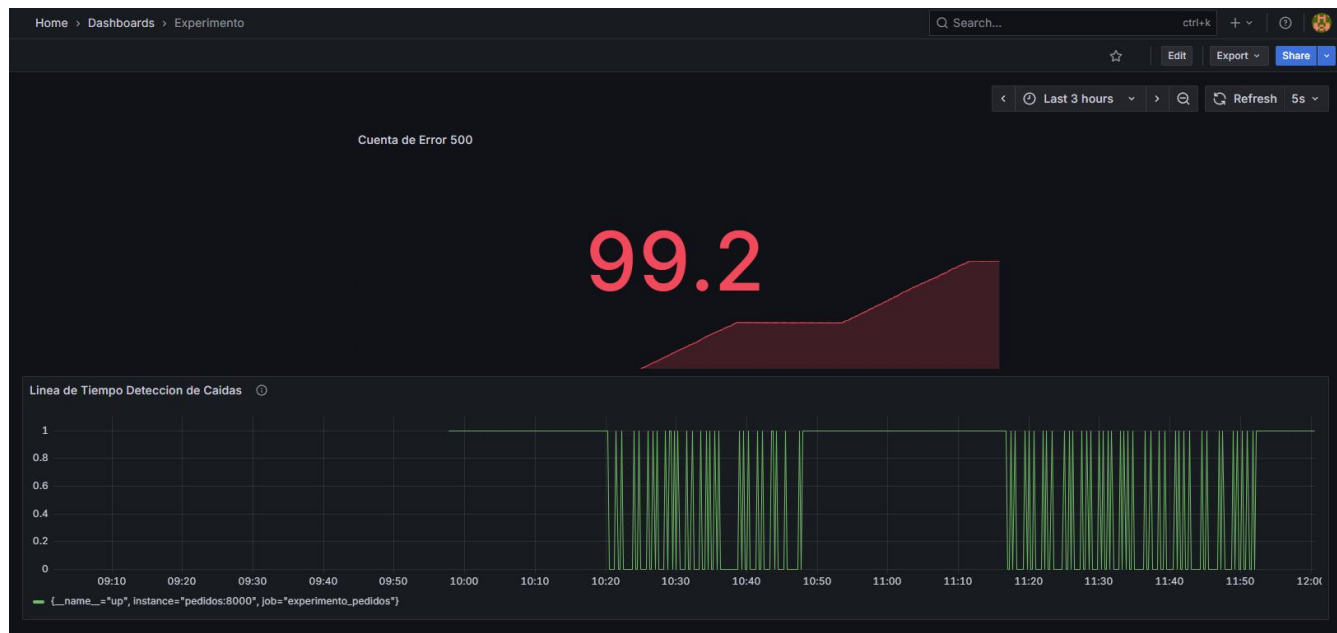 Home › Dashboards › Experimento
Search... ctrl+k
Edit Export Share
Last 3 hours Refresh 5s
Cuenta de Error 500
99.2
Linea de Tiempo Deteccion de Caidas
1
0.8
0.6
0.4
0.2
0
09:10 09:20 09:30 09:40 09:50 10:00 10:10 10:20 10:30 10:40 10:50 11:00 11:10 11:20 11:30 11:40 11:50 12:00
{__name__="up", instance="pedidos:8000", job="experimento_pedidos"}